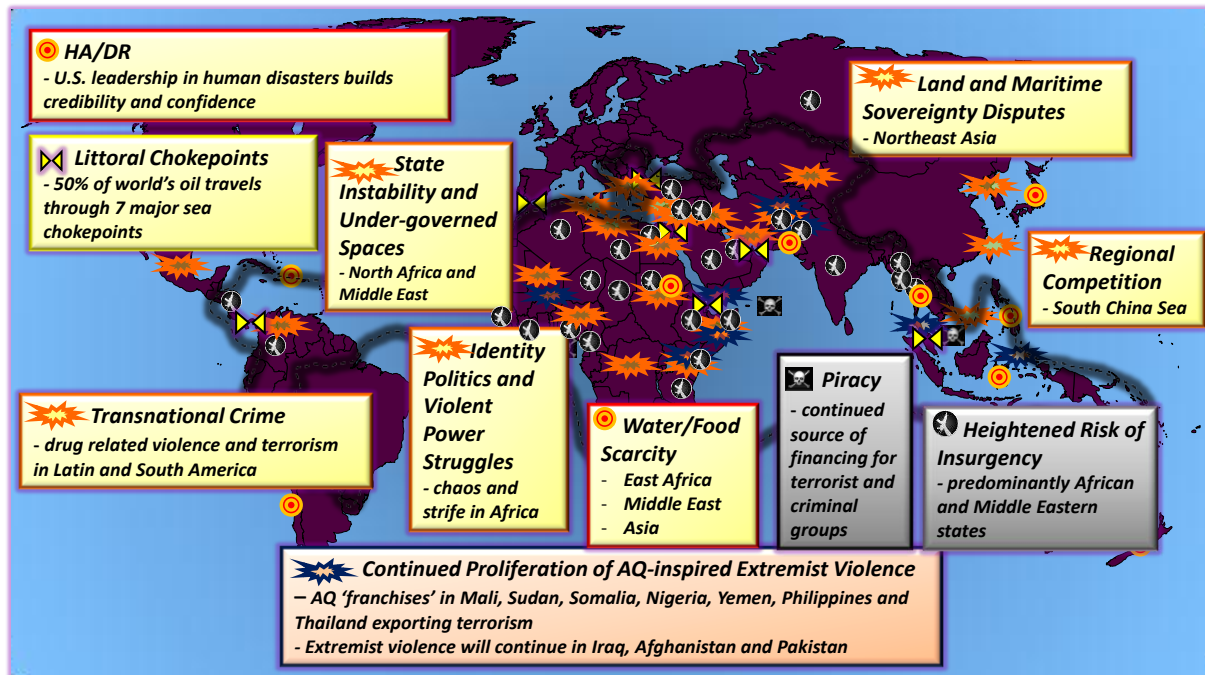 HA/DR
- U.S. leadership in human disasters builds
credibility and confidence
Littoral Chokepoints
- 50% of world’s oil travels
through 7 major sea
chokepoints
State
Instability and
Under-governed
Spaces
- North Africa and
Middle East
Land and Maritime
Sovereignty Disputes
- Northeast Asia
Regional
Competition
- South China Sea
Transnational Crime
- drug related violence and terrorism
in Latin and South America
Identity
Politics and
Violent
Power
Struggles
- chaos and
strife in Africa
Water/Food
Scarcity
- East Africa
- Middle East
- Asia
Piracy
- continued
source of
financing for
terrorist and
criminal
groups
Heightened Risk of
Insurgency
- predominantly African
and Middle Eastern
states
Continued Proliferation of AQ-inspired Extremist Violence
– AQ ‘franchises’ in Mali, Sudan, Somalia, Nigeria, Yemen, Philippines and
Thailand exporting terrorism
- Extremist violence will continue in Iraq, Afghanistan and Pakistan